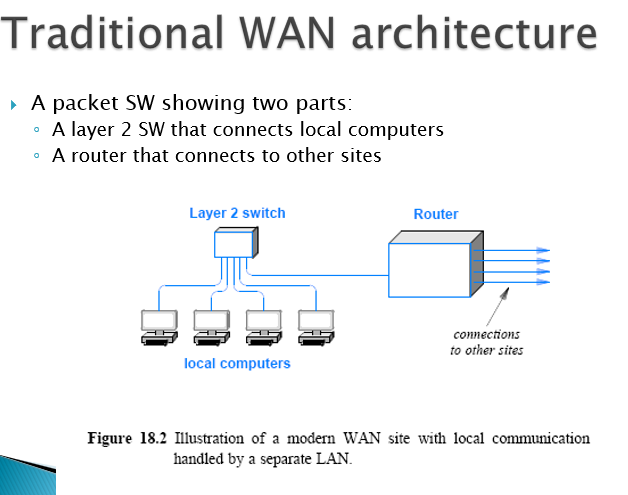 Traditional WAN architecture
A packet SW showing two parts:
A layer 2 SW that connects local computers
A router that connects to other sites
Layer 2 switch
Router
connections
to other sites
local computers
Figure 18.2 Illustration of a modern WAN site with local communication
handled by a separate LAN.